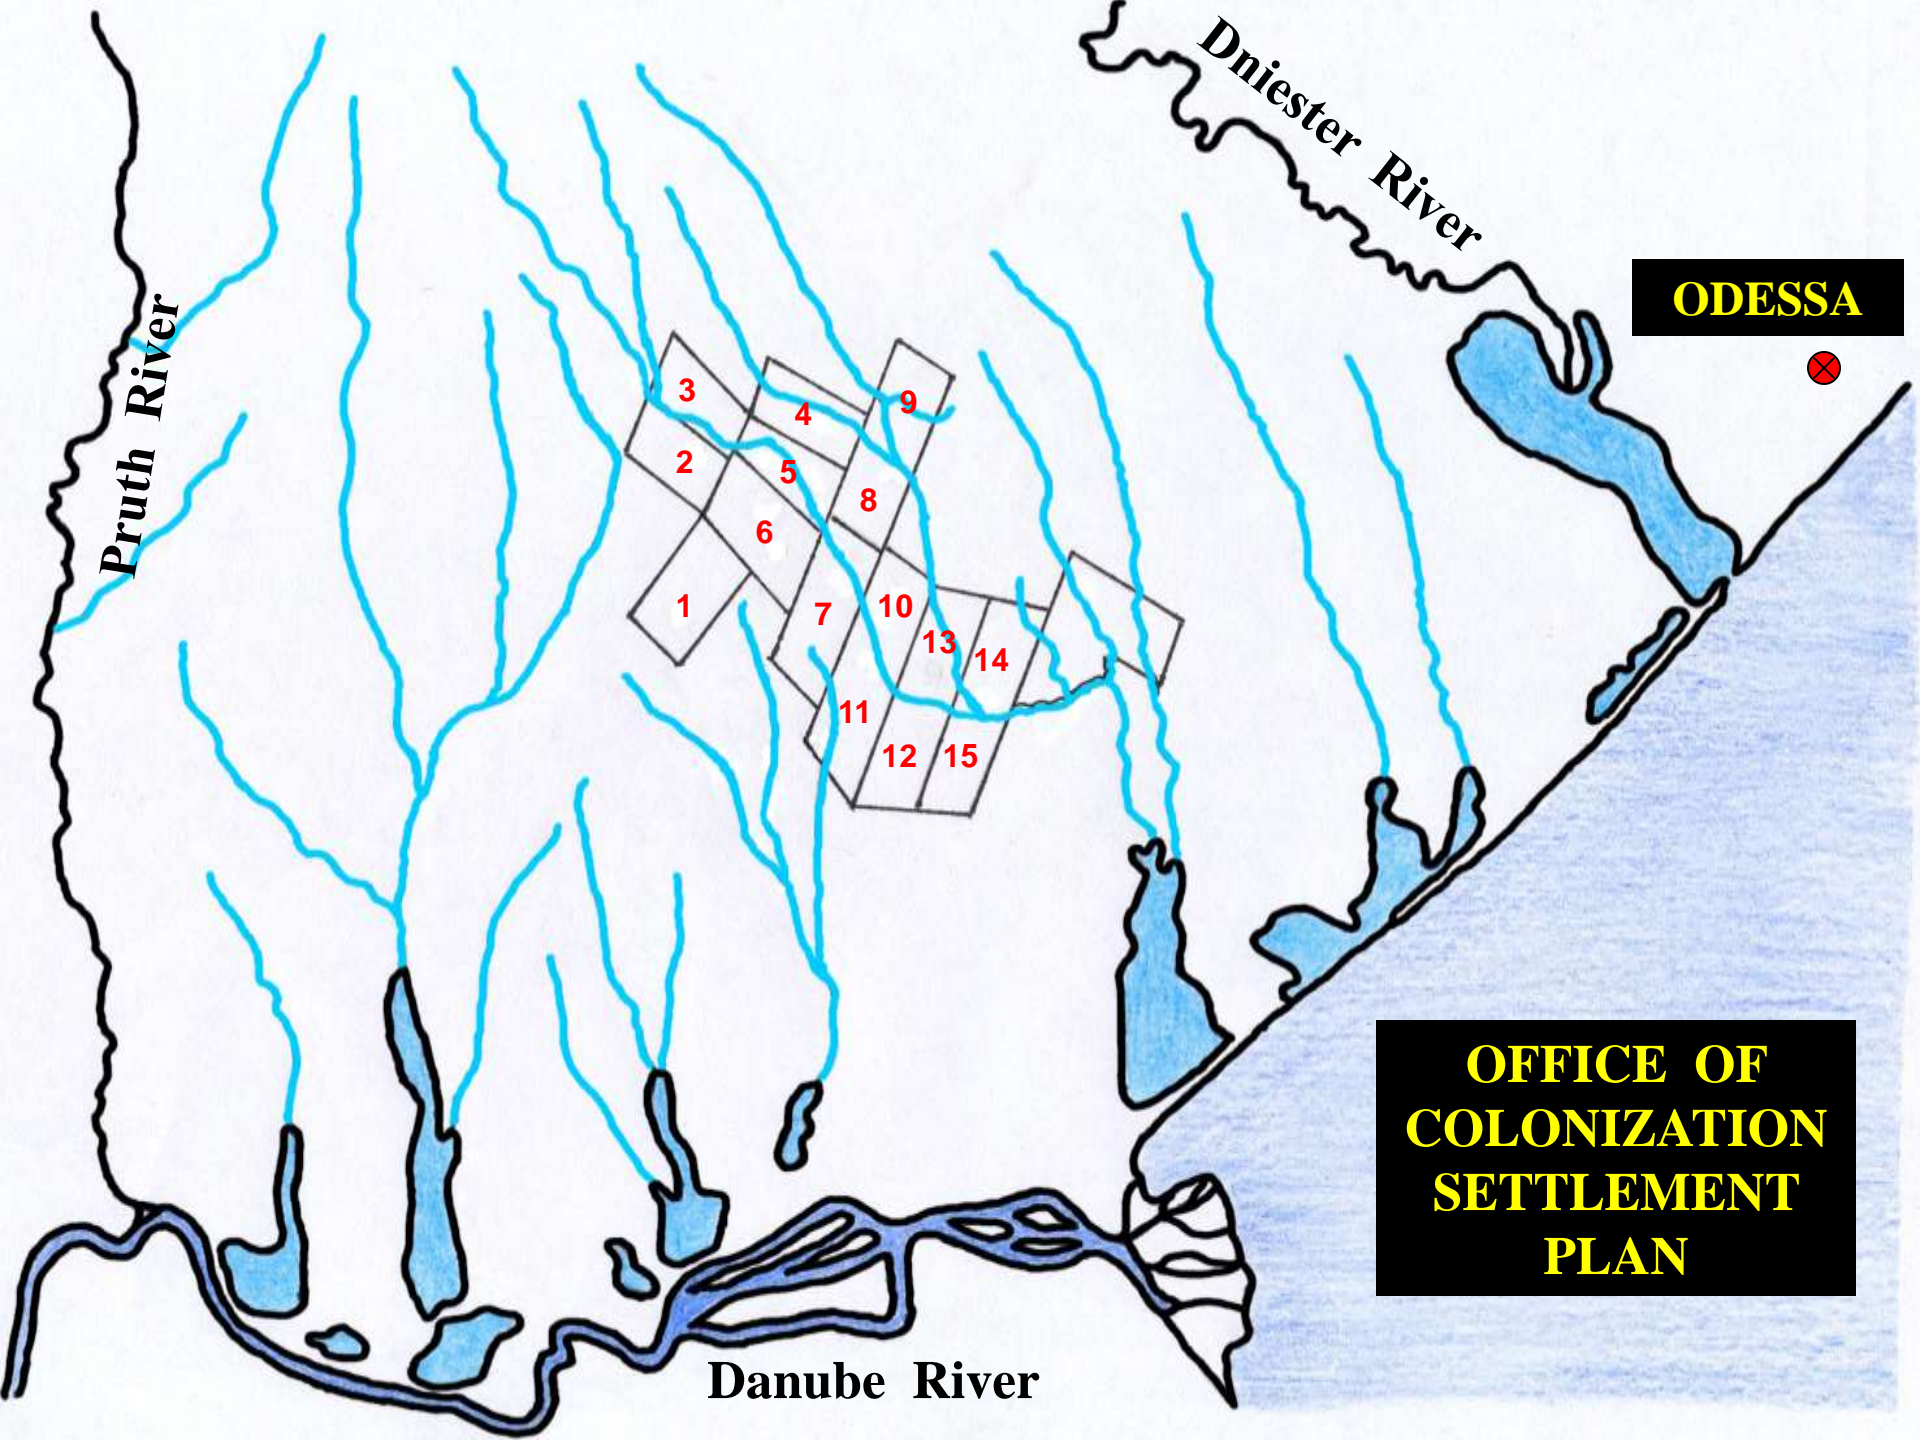 Dniester River
ODESSA
Pruth River
3
9
4
2
5
8
6
1
10
7
13
14
11
12
15
OFFICE OF
COLONIZATION
SETTLEMENT
PLAN
Danube River